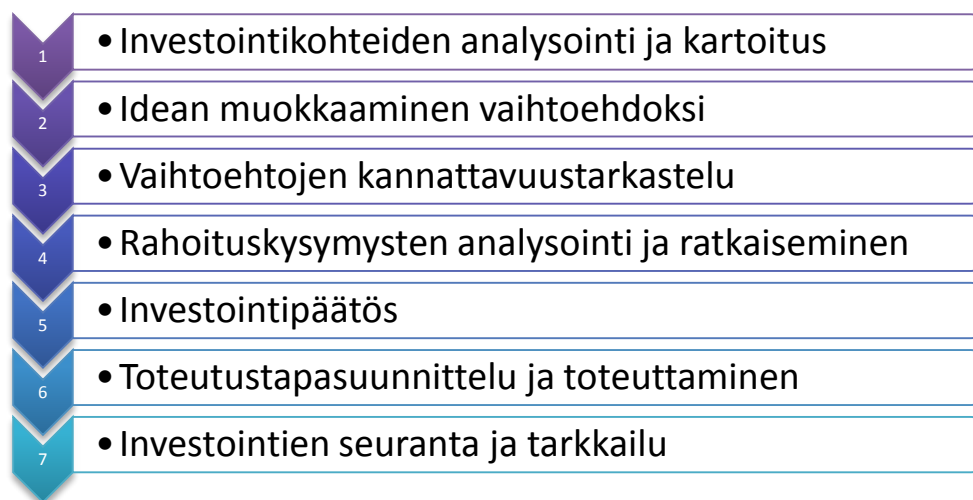 1 • Investointikohteiden analysointi ja kartoitus
2 • Idean muokkaaminen vaihtoehdoksi
3 • Vaihtoehtojen kannattavuustarkastelu
4 • Rahoituskysymysten analysointi ja ratkaiseminen
5 • Investointipäätös
6 • Toteutustapasuunnittelu ja toteuttaminen
7 • Investointien seuranta ja tarkkailu